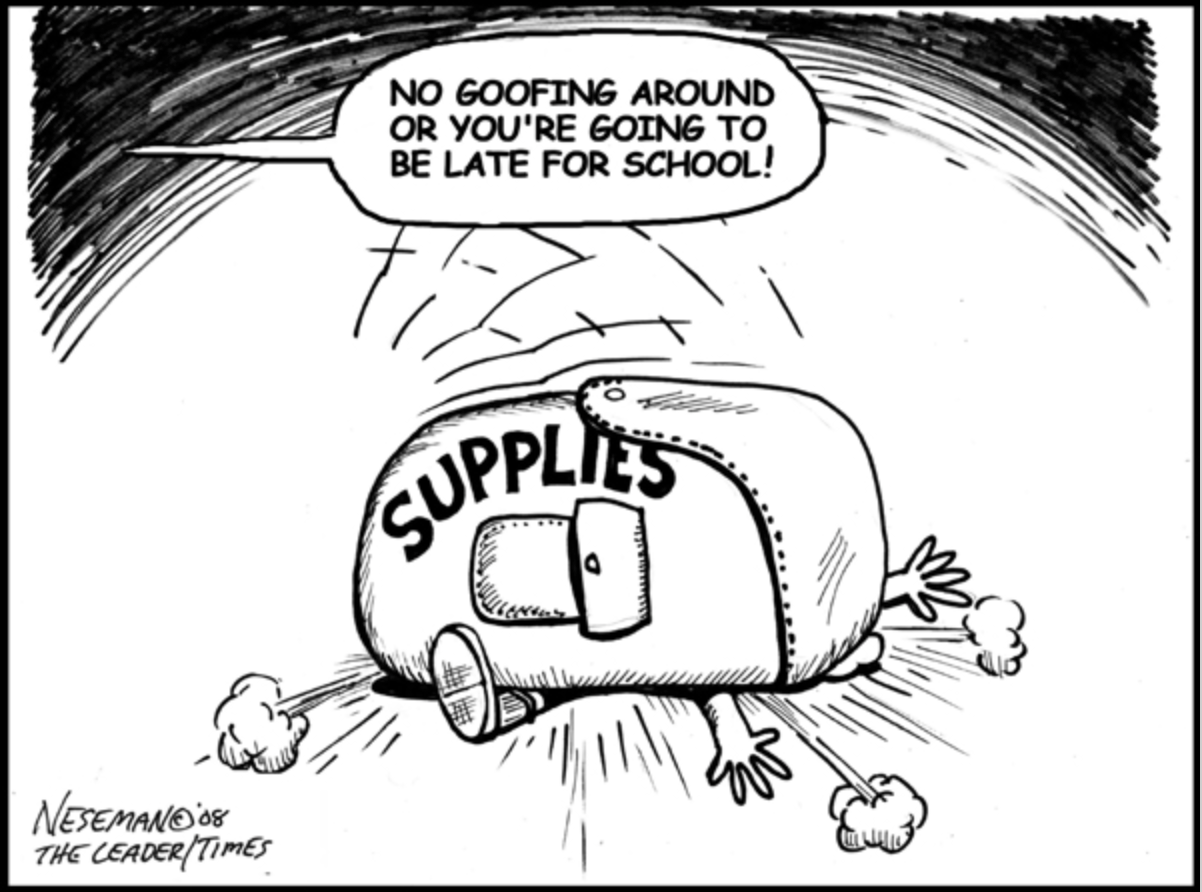 NO GOOFING AROUND
OR YOU'RE GOING TO
BE LATE FOR SCHOOL!
SUPPLIES
NESEMAN©'08
THE LEADER/TIMES